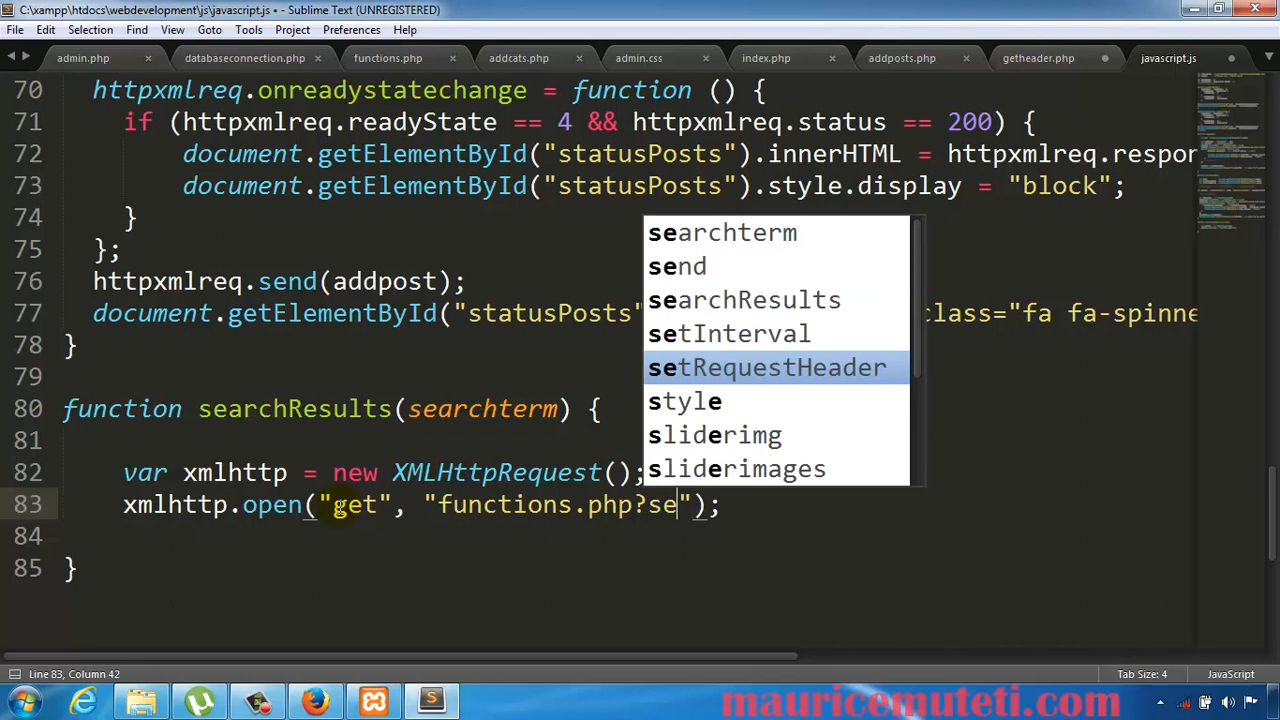 C:\xampp\htdocs\webdevelopment\js\javascript.js • - Sublime Text (UNREGISTERED)
File Edit Selection Find View Goto Tools Project Preferences Help
admin.php databaseconnection.php functions.php addcats.php admin.css index.php addposts.php getheader.php javascript.js
70 httpxmlreq.onreadystatechange = function () {
71 if (httpxmlreq.readyState == 4 && httpxmlreq.status == 200) {
72 document.getElementById("statusPosts").innerHTML = httpxmlreq.respon
73 document.getElementById("statusPosts").style.display = "block";
74 }
75 };
76 httpxmlreq.send(addpost);
77 document.getElementById("statusPosts" class="fa fa-spinne
78 }
79
80 function searchResults(searchterm) {
81
82 var xmlhttp = new XMLHttpRequest();
83 xmlhttp.open("get", "functions.php?se");
84
85 }
searchterm
send
searchResults
setInterval
setRequestHeader
style
sliderimg
sliderimages
Line 83, Column 42 Tab Size: 4 JavaScript
mauricemuteti.com